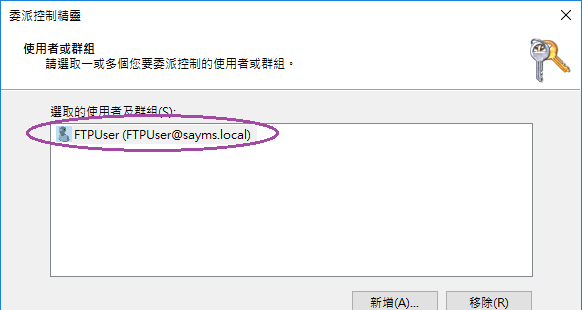 委派控制精靈
使用者或群組
請選取一或多個您要委派控制的使用者或群組。
選取的使用者及群組(S):
FTPUser (FTPUser@sayms.local)
新增(A)...
移除(R)